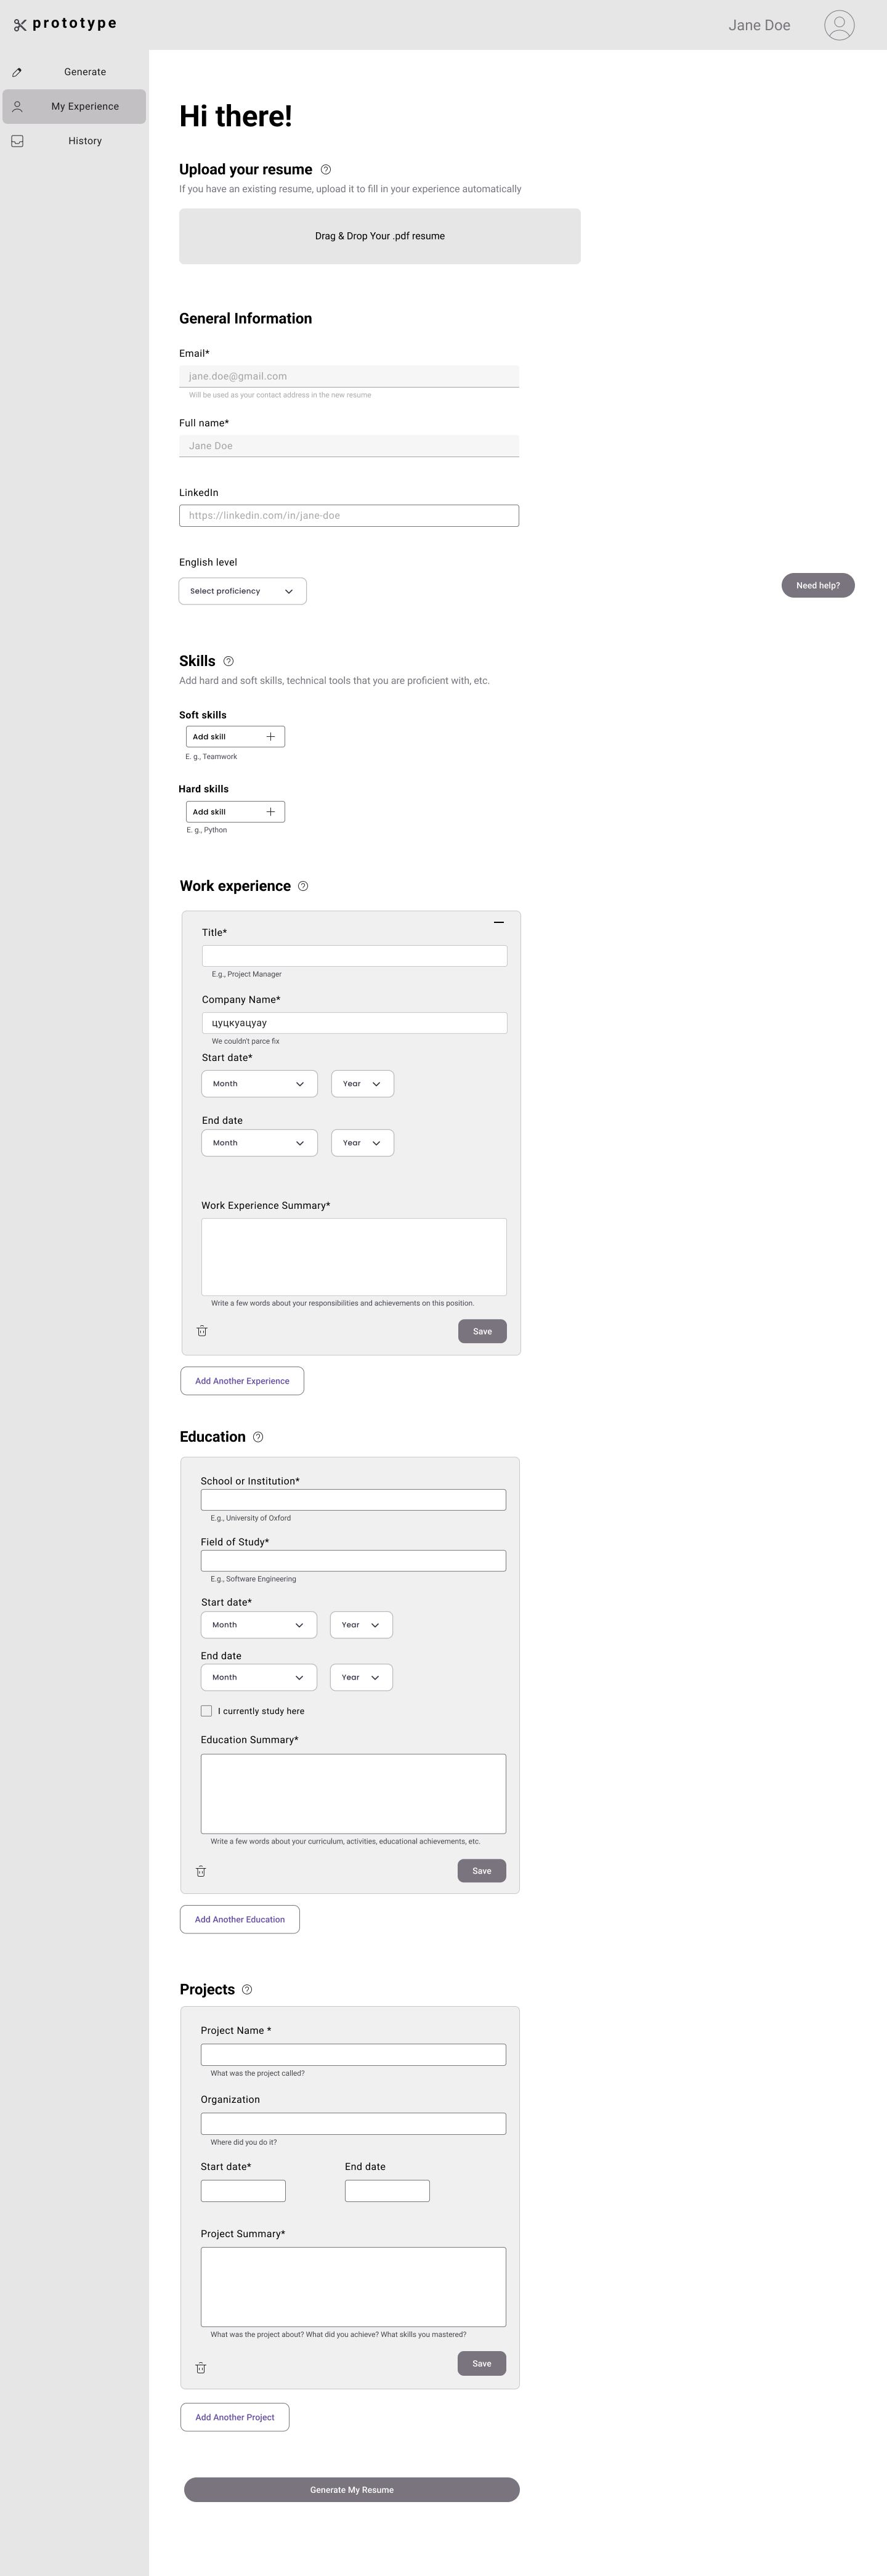 prototype
Jane Doe
Generate
My Experience
History
Hi there!
Upload your resume
If you have an existing resume, upload it to fill in your experience automatically
Drag & Drop Your .pdf resume
General Information
Email*
jane.doe@gmail.com
Will be used as your contact address in the new resume
Full name*
Jane Doe
LinkedIn
https://linkedin.com/in/jane-doe
English level
Select proficiency
Need help?
Skills
Add hard and soft skills, technical tools that you are proficient with, etc.
Soft skills
Add skill
E. g., Teamwork
Hard skills
Add skill
E. g., Python
Work experience
Title*
E.g., Project Manager
Company Name*
цуцкуацуау
We couldn't parce fix
Start date*
Month Year
End date
Month Year
Work Experience Summary*
Write a few words about your responsibilities and achievements on this position.
Save
Add Another Experience
Education
School or Institution*
E.g., University of Oxford
Field of Study*
E.g., Software Engineering
Start date*
Month Year
End date
Month Year
I currently study here
Education Summary*
Write a few words about your curriculum, activities, educational achievements, etc.
Save
Add Another Education
Projects
Project Name *
What was the project called?
Organization
Where did you do it?
Start date* End date
Project Summary*
What was the project about? What did you achieve? What skills you mastered?
Save
Add Another Project
Generate My Resume